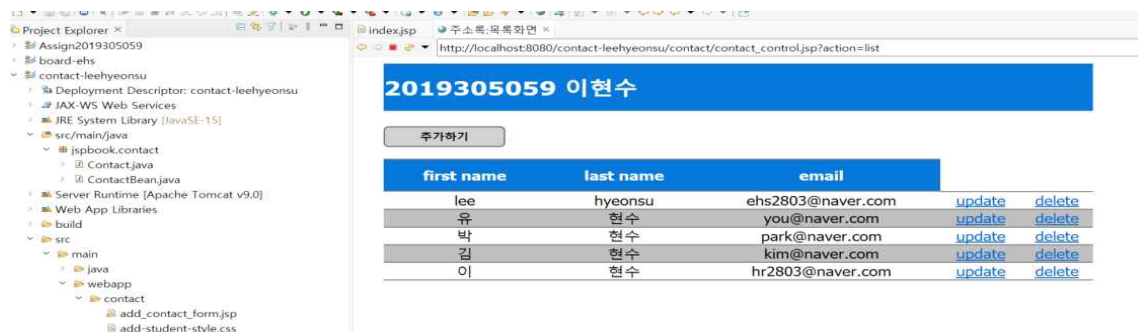 Project Explorer ×
Assign2019305059
board-ehs
contact-leehyeonsu
Deployment Descriptor: contact-leehyeonsu
JAX-WS Web Services
JRE System Library [JavaSE-15]
src/main/java
jspbook.contact
Contact.java
ContactBean.java
Server Runtime [Apache Tomcat v9.0]
Web App Libraries
build
src
main
java
webapp
contact
add_contact_form.jsp
add-student-style.css
index.jsp 주소록:목록화면 ×
http://localhost:8080/contact-leehyeonsu/contact/contact_control.jsp?action=list
2019305059 이현수
추가하기
first name last name email
lee hyeonsu ehs2803@naver.com update delete
유 현수 you@naver.com update delete
박 현수 park@naver.com update delete
김 현수 kim@naver.com update delete
이 현수 hr2803@naver.com update delete